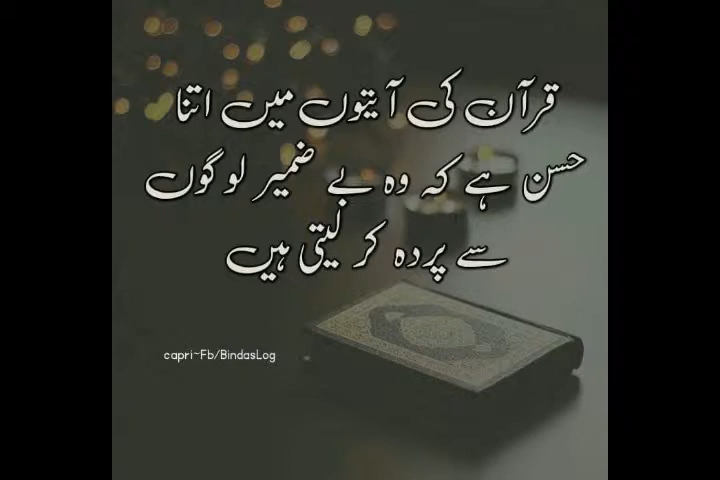 قرآن کی آیتوں میں اتنا
حسن ہے کہ وہ بے ضمیر لوگوں
سے پردہ کر لیتی ہیں
capri~Fb/BindasLog